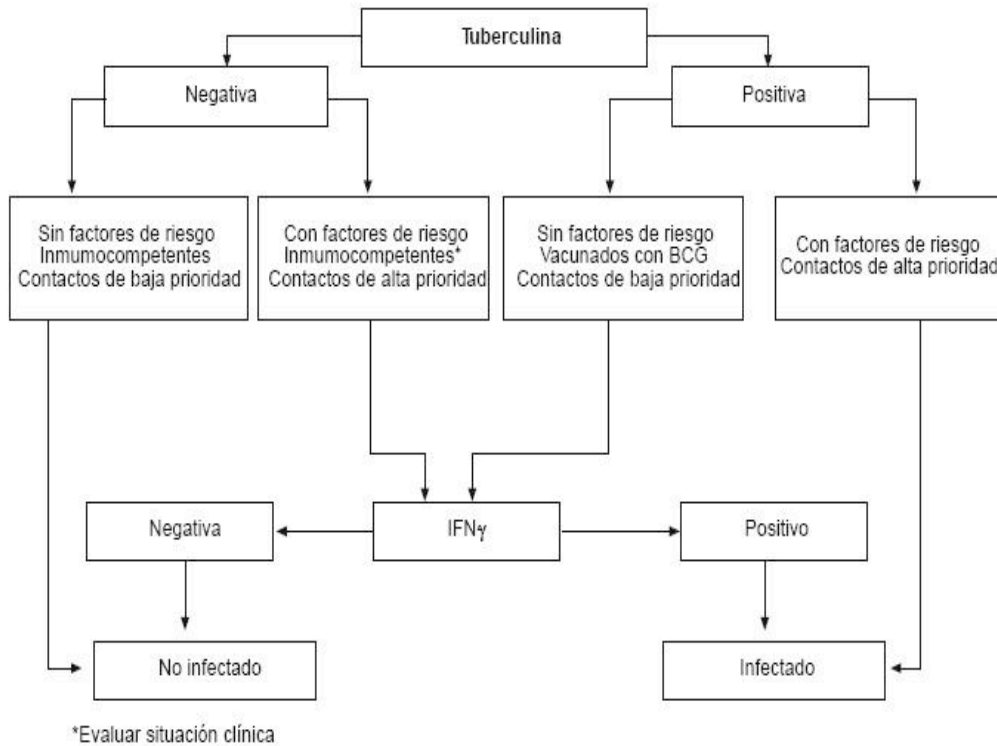 Tuberculina
Negativa
Positiva
Sin factores de riesgo
Inmumocompetentes
Contactos de baja prioridad
Con factores de riesgo
Inmumocompetentes*
Contactos de alta prioridad
Sin factores de riesgo
Vacunados con BCG
Contactos de baja prioridad
Con factores de riesgo
Contactos de alta prioridad
Negativa
IFNγ
Positivo
No infectado
Infectado
*Evaluar situación clínica